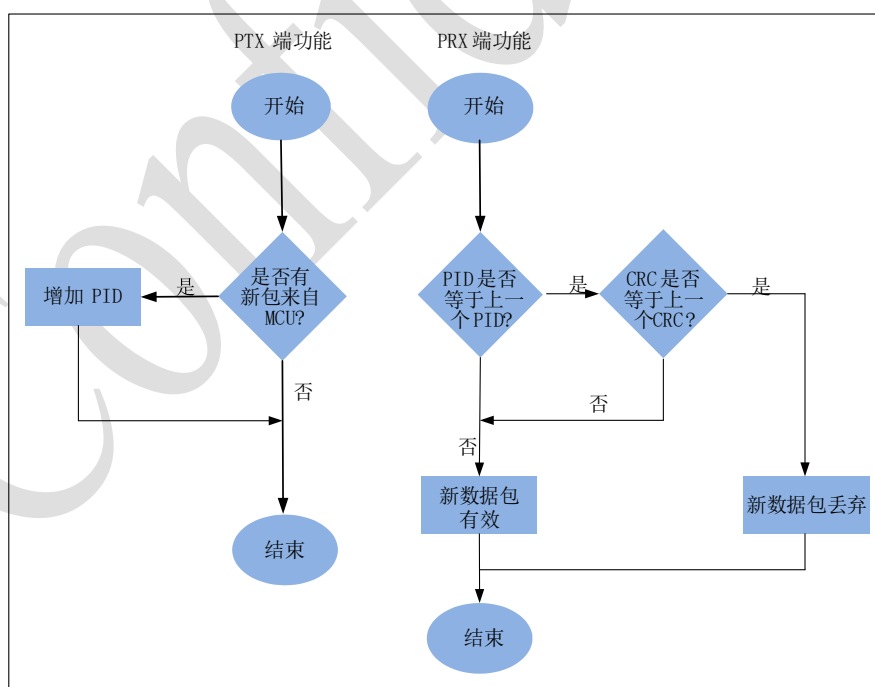 PTX 端功能
PRX 端功能
开始
开始
是否有
新包来自
MCU?
是
增加 PID
否
结束
PID 是否
等于上一
个 PID?
是
CRC 是否
等于上一
个CRC?
是
否
否
新数据包
有效
新数据包丢弃
结束
Confid